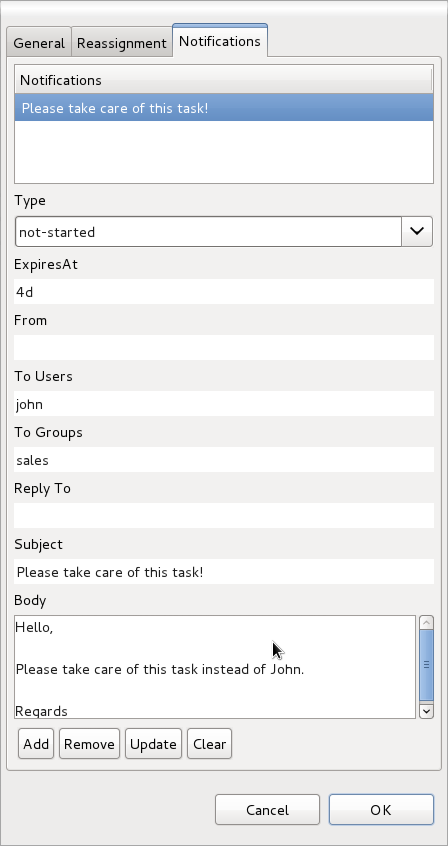 General Reassignment Notifications
Notifications
Please take care of this task!
Type
not-started
ExpiresAt
4d
From
To Users
john
To Groups
sales
Reply To
Subject
Please take care of this task!
Body
Hello,
Please take care of this task instead of John.
Regards
Add Remove Update Clear
Cancel OK